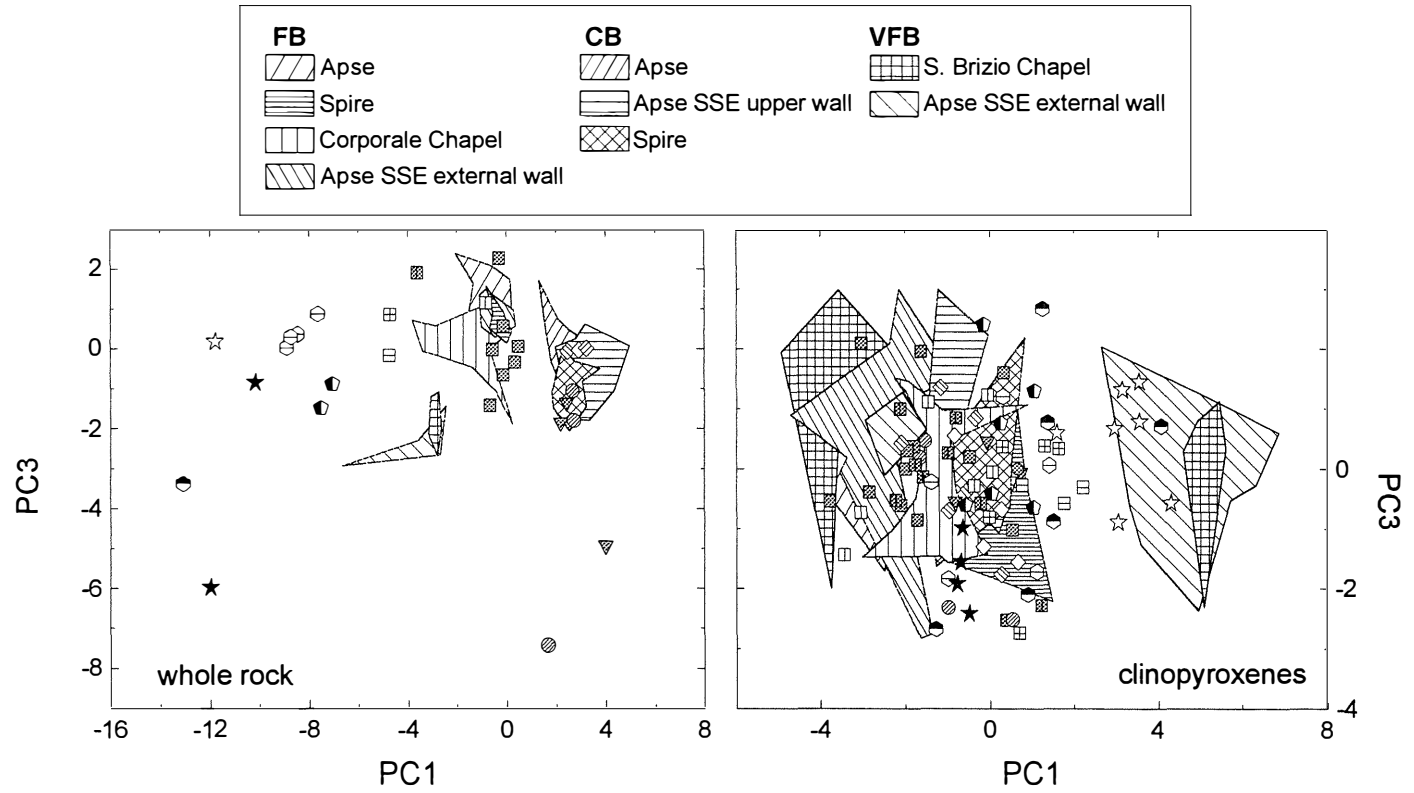 FB CB VFB
Apse Apse S. Brizio Chapel
Spire Apse SSE upper wall Apse SSE external wall
Corporale Chapel Spire
Apse SSE external wall
2
0
-2
-4
-6
-8
PC3
whole rock
-16 -12 -8 -4 0 4 8
PC1
clinopyroxenes
-4 0 4 8
PC1
0
-2
-4
PC3